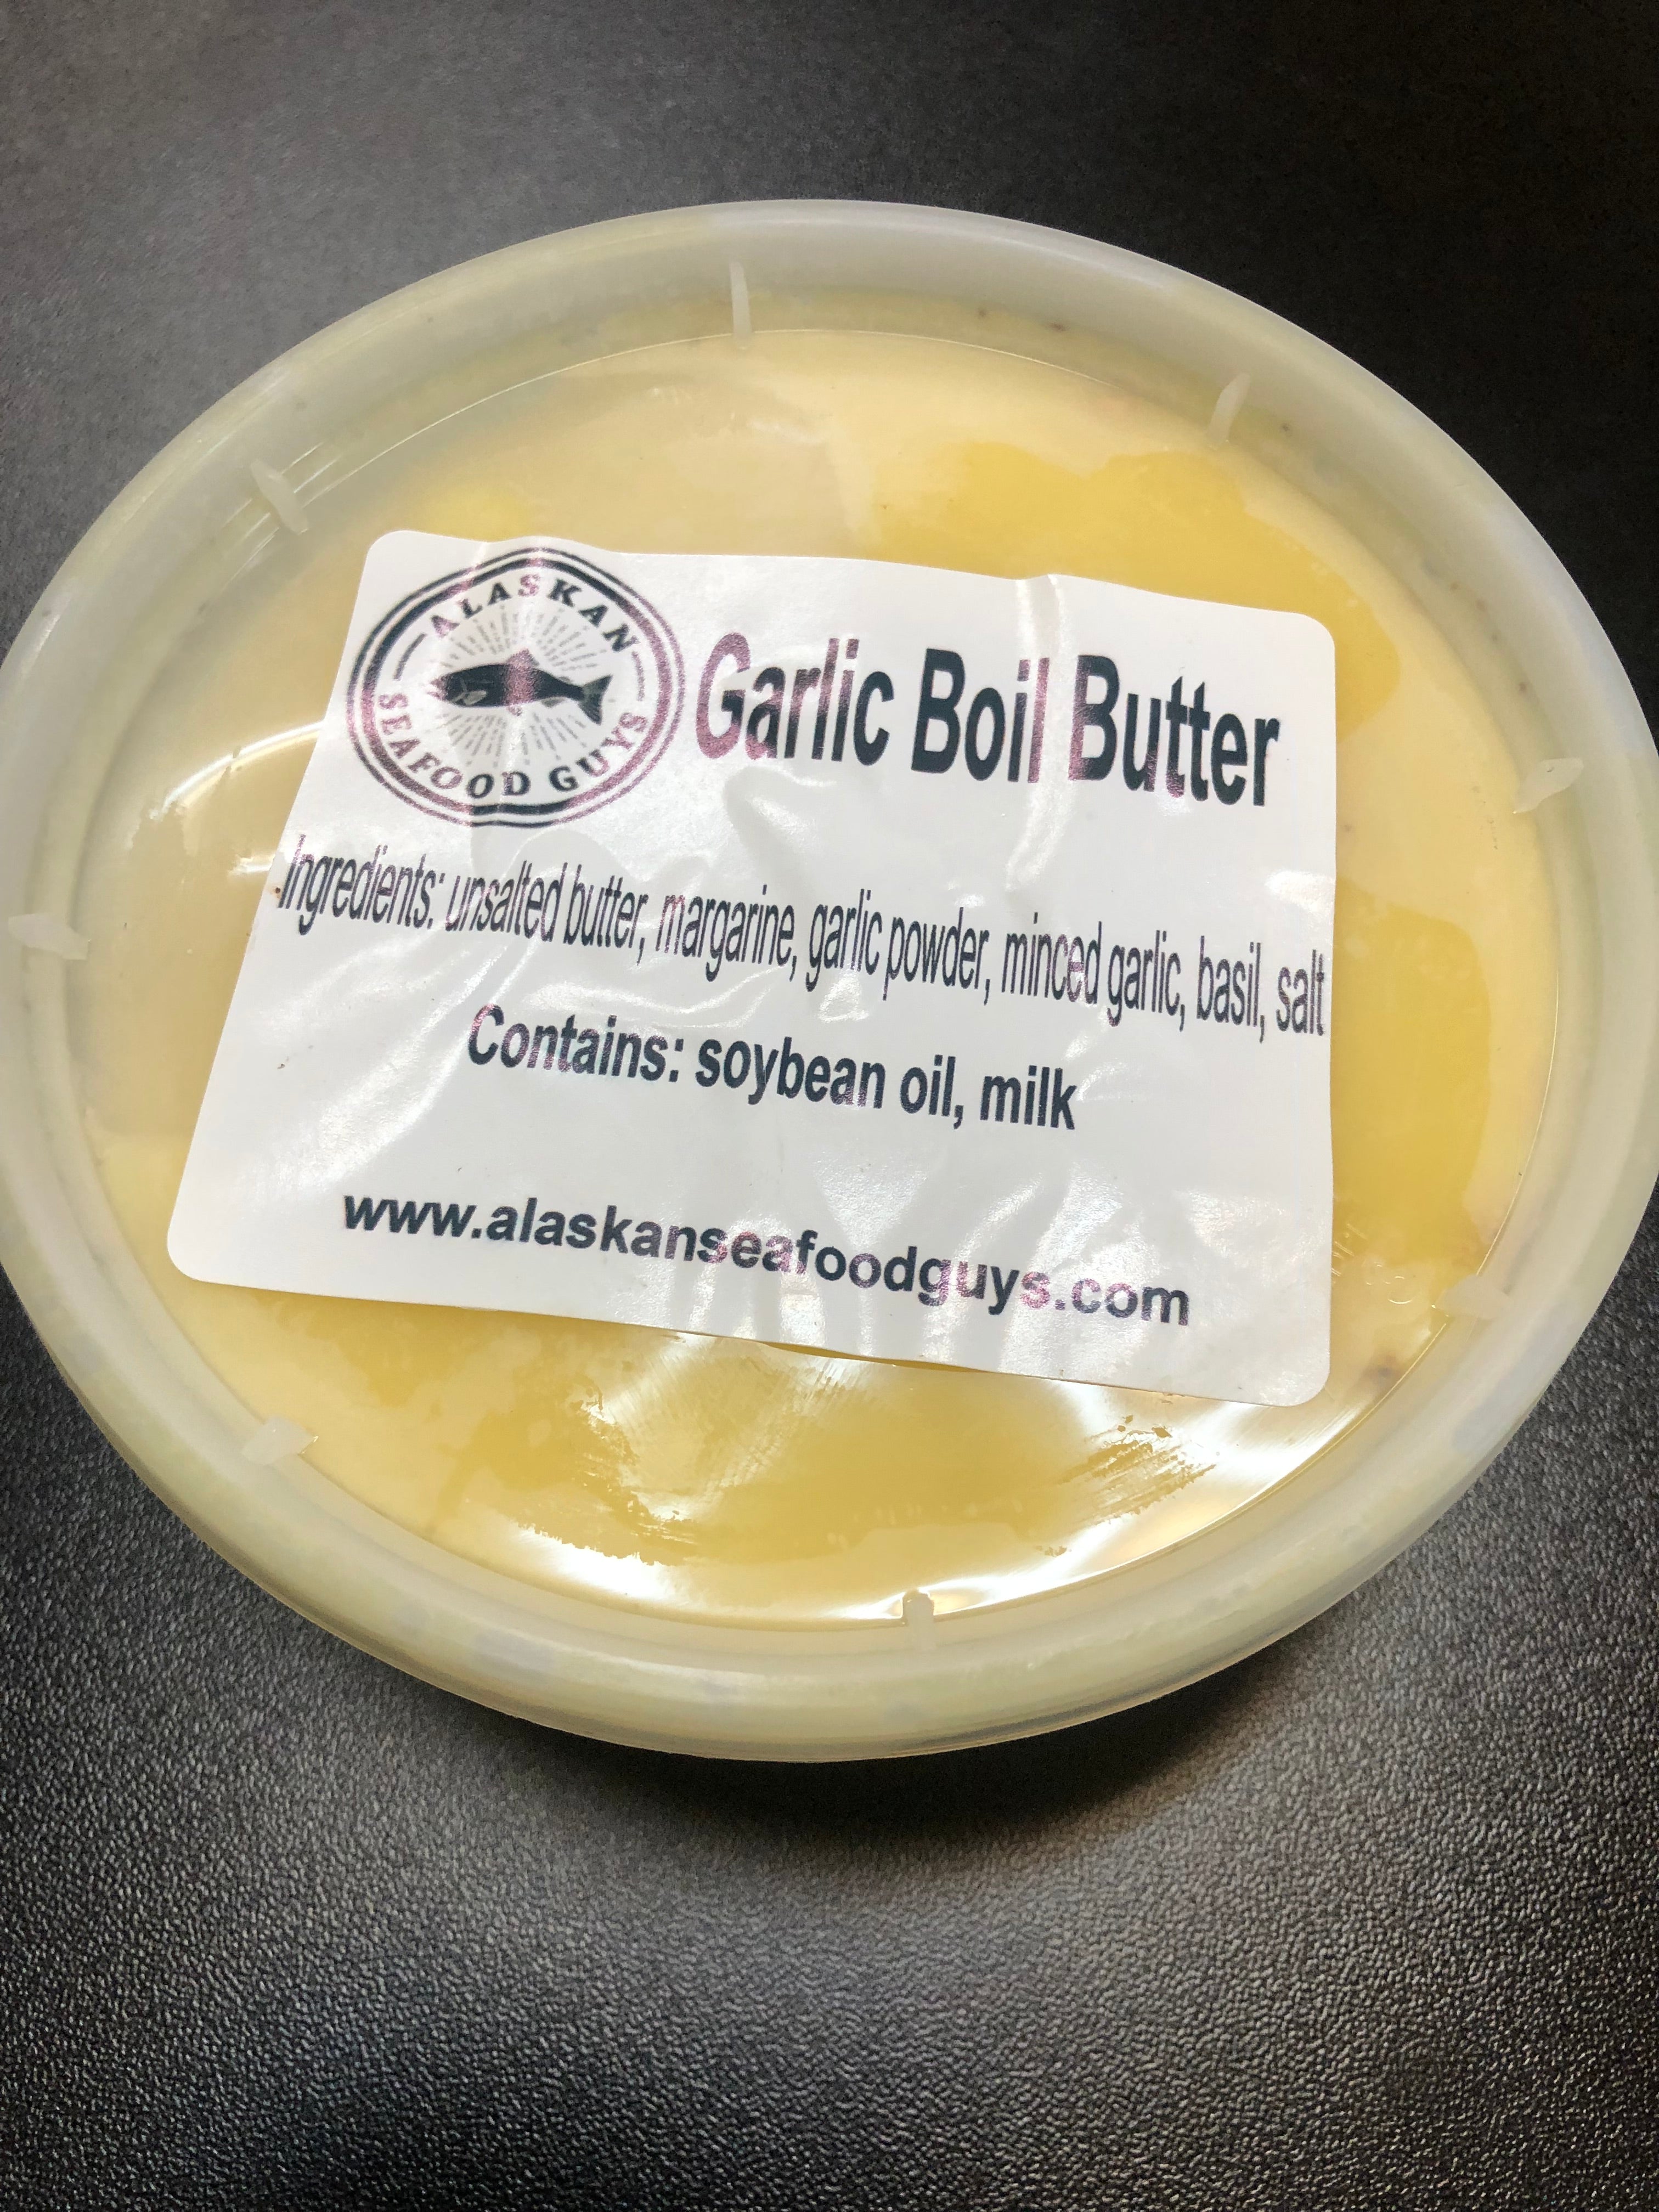 ALASKAN
SEAFOOD GUYS
Garlic Boil Butter
Ingredients: unsalted butter, margarine, garlic powder, minced garlic, basil, salt
Contains: soybean oil, milk
www.alaskanseafoodguys.com